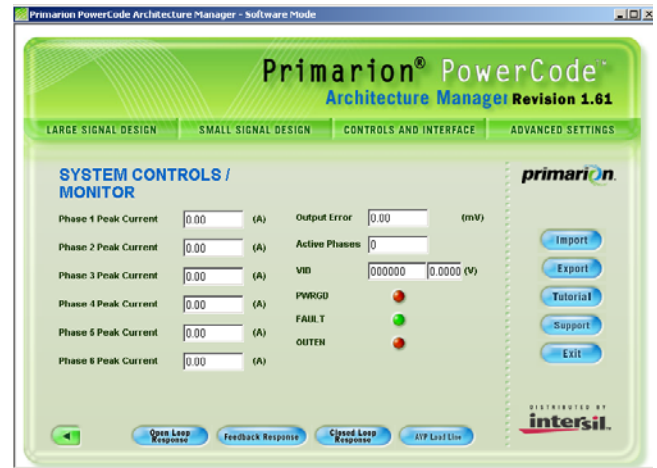 Primarion PowerCode Architecture Manager - Software Mode
Primarion® PowerCode™
Architecture Manager Revision 1.61
LARGE SIGNAL DESIGN SMALL SIGNAL DESIGN CONTROLS AND INTERFACE ADVANCED SETTINGS
SYSTEM CONTROLS /
MONITOR
primarion.
Phase 1 Peak Current 0.00 (A) Output Error 0.00 (mV)
Phase 2 Peak Current 0.00 (A) Active Phases 0
Phase 3 Peak Current 0.00 (A) VID 000000 0.0000 (V)
Phase 4 Peak Current 0.00 (A) PWRGD
FAULT
Phase 5 Peak Current 0.00 (A) OUTEN
Phase 6 Peak Current 0.00 (A)
Import
Export
Tutorial
Support
Exit
DISTRIBUTED BY
intersil
Open Loop
Response
Feedback Response
Closed Loop
Response
AVP Load Line